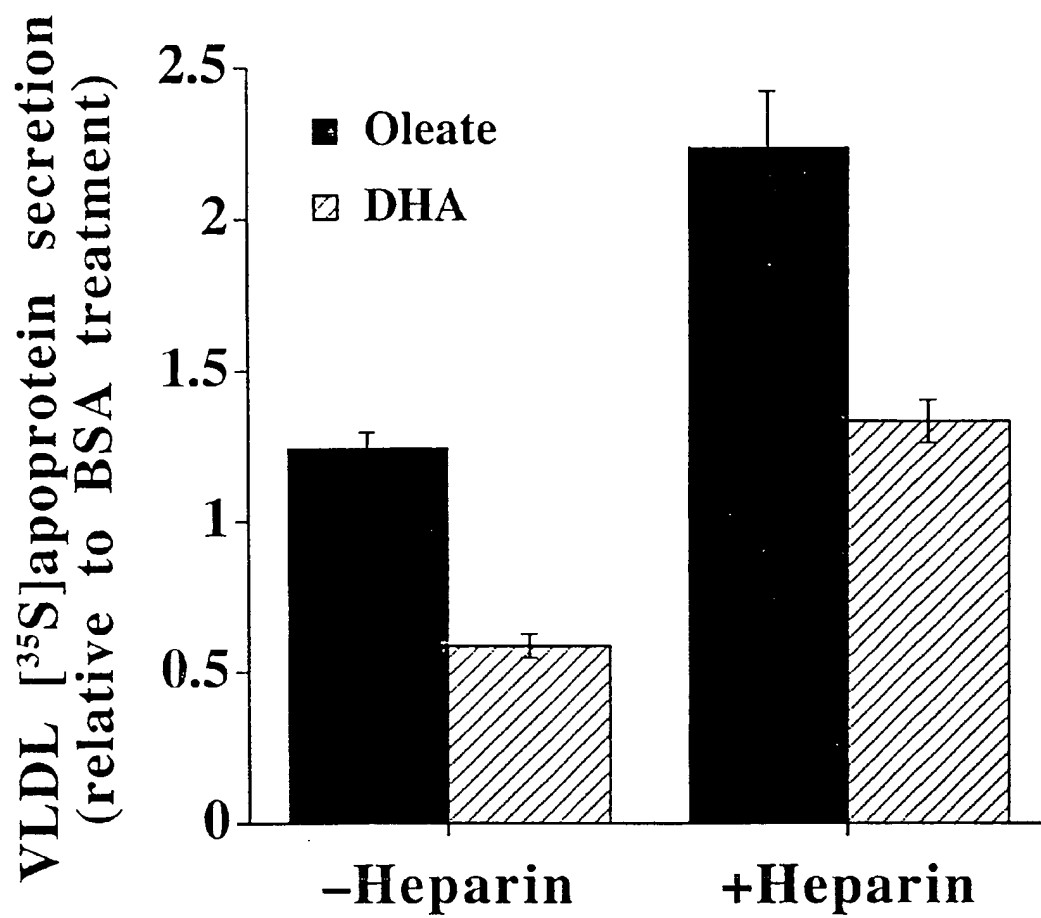 VLDL [³⁵S]apoprotein secretion
(relative to BSA treatment)
2.5
2
1.5
1
0.5
0
Oleate
DHA
–Heparin
+Heparin